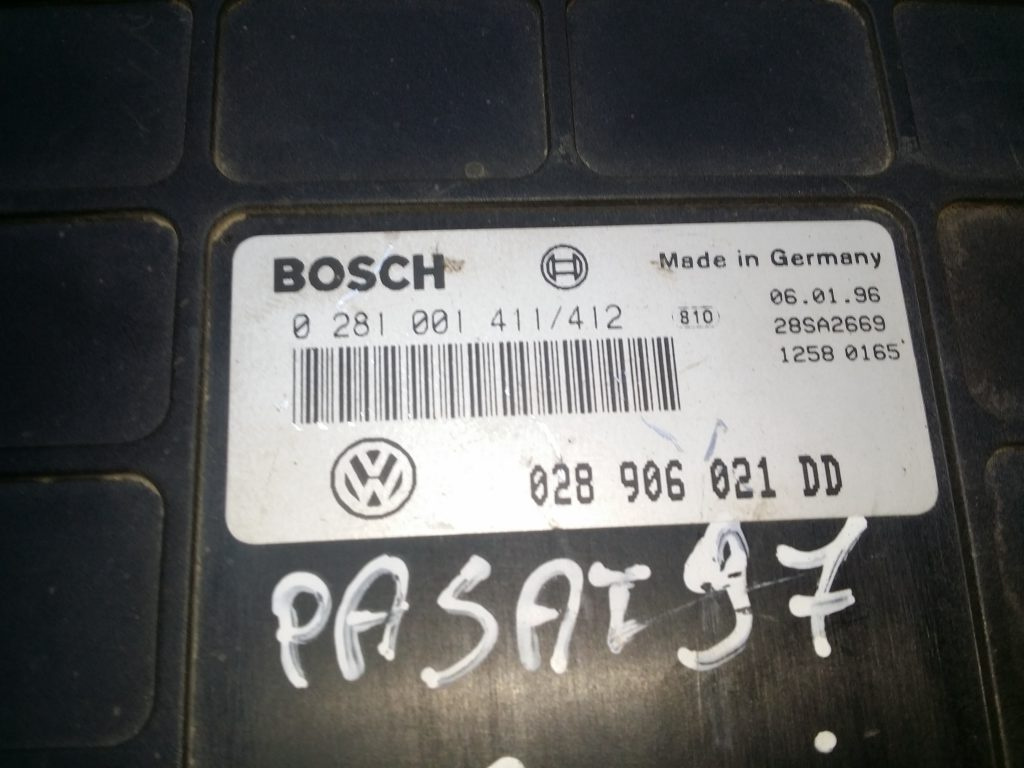 BOSCH
Made in Germany
0 281 001 411/412
810
06.01.96
28SA2669
1258 0165
028 906 021 DD
PASAT 97